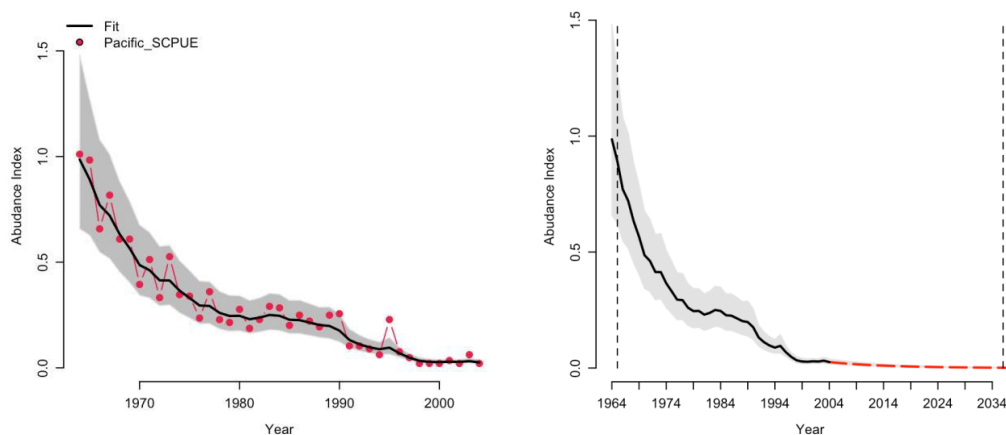 Fit
Pacific_SCPUE
1.5
1.0
0.5
0.0
Abudance Index
1970 1980 1990 2000
Year
1.5
1.0
0.5
0.0
Abudance Index
1964 1974 1984 1994 2004 2014 2024 2034
Year